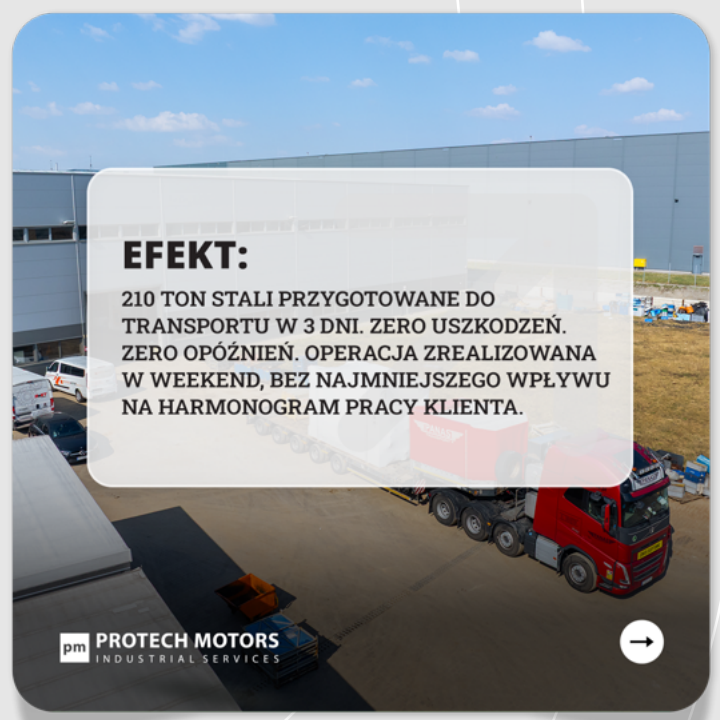 EFEKT:
210 TON STALI PRZYGOTOWANE DO
TRANSPORTU W 3 DNI. ZERO USZKODZEŃ.
ZERO OPÓŹNIEŃ. OPERACJA ZREALIZOWANA
W WEEKEND, BEZ NAJMNIEJSZEGO WPŁYWU
NA HARMONOGRAM PRACY KLIENTA.
PANAS
pm PROTECH MOTORS
INDUSTRIAL SERVICES